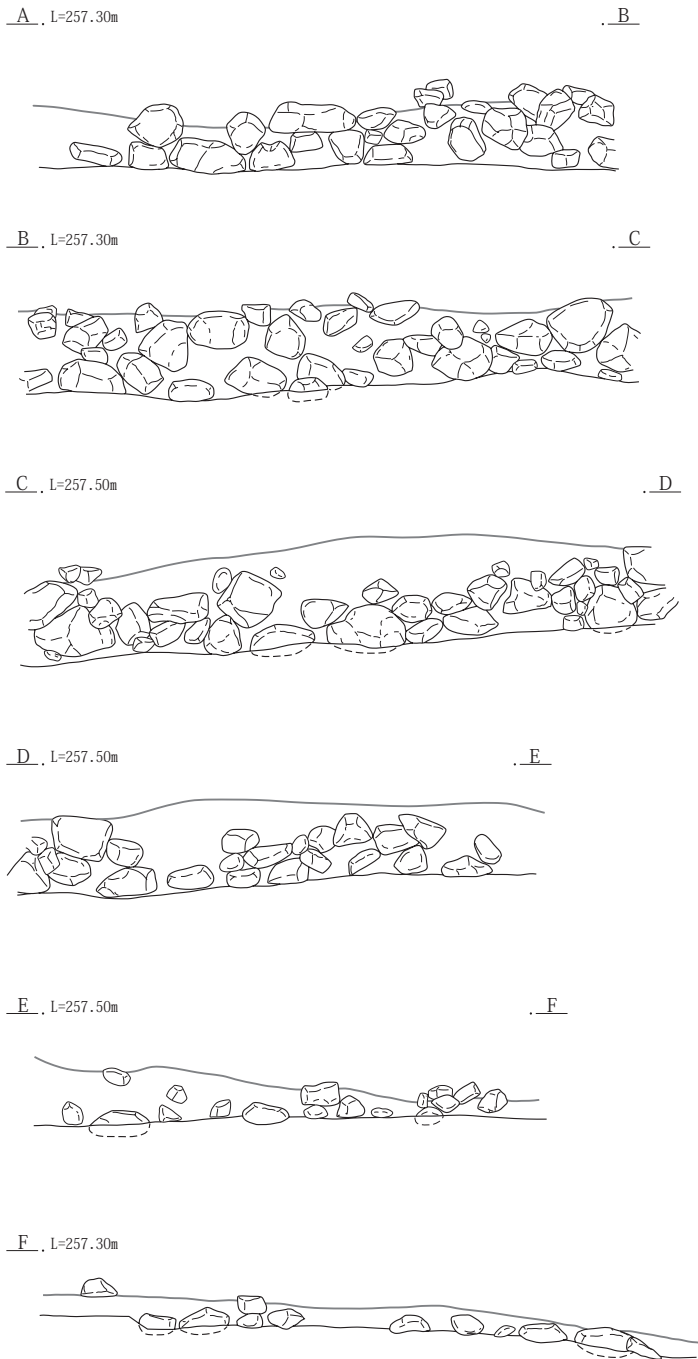 A . L=257.30m . B
B . L=257.30m . C
C . L=257.50m . D
D . L=257.50m . E
E . L=257.50m . F
F . L=257.30m